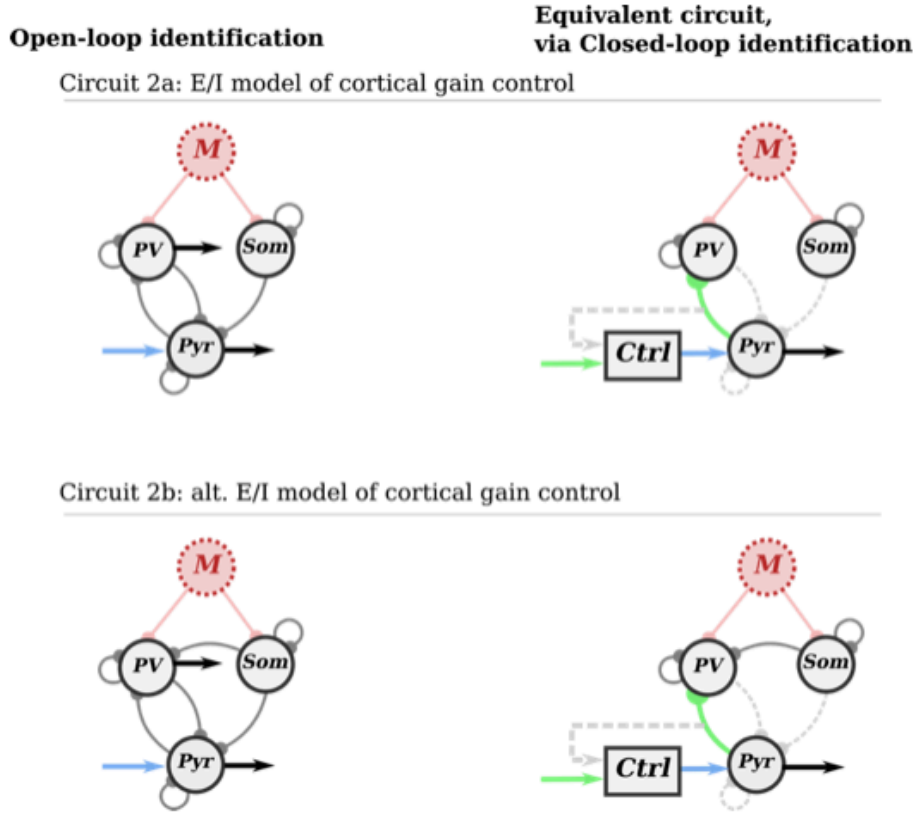 Equivalent circuit,
Open-loop identification
via Closed-loop identification
Circuit 2a: E/I model of cortical gain control
M
M
PV
Som
PV
Som
Pyr
Ctrl
Pyr
Circuit 2b: alt. E/I model of cortical gain control
M
M
PV
Som
PV
Som
Pyr
Ctrl
Pyr